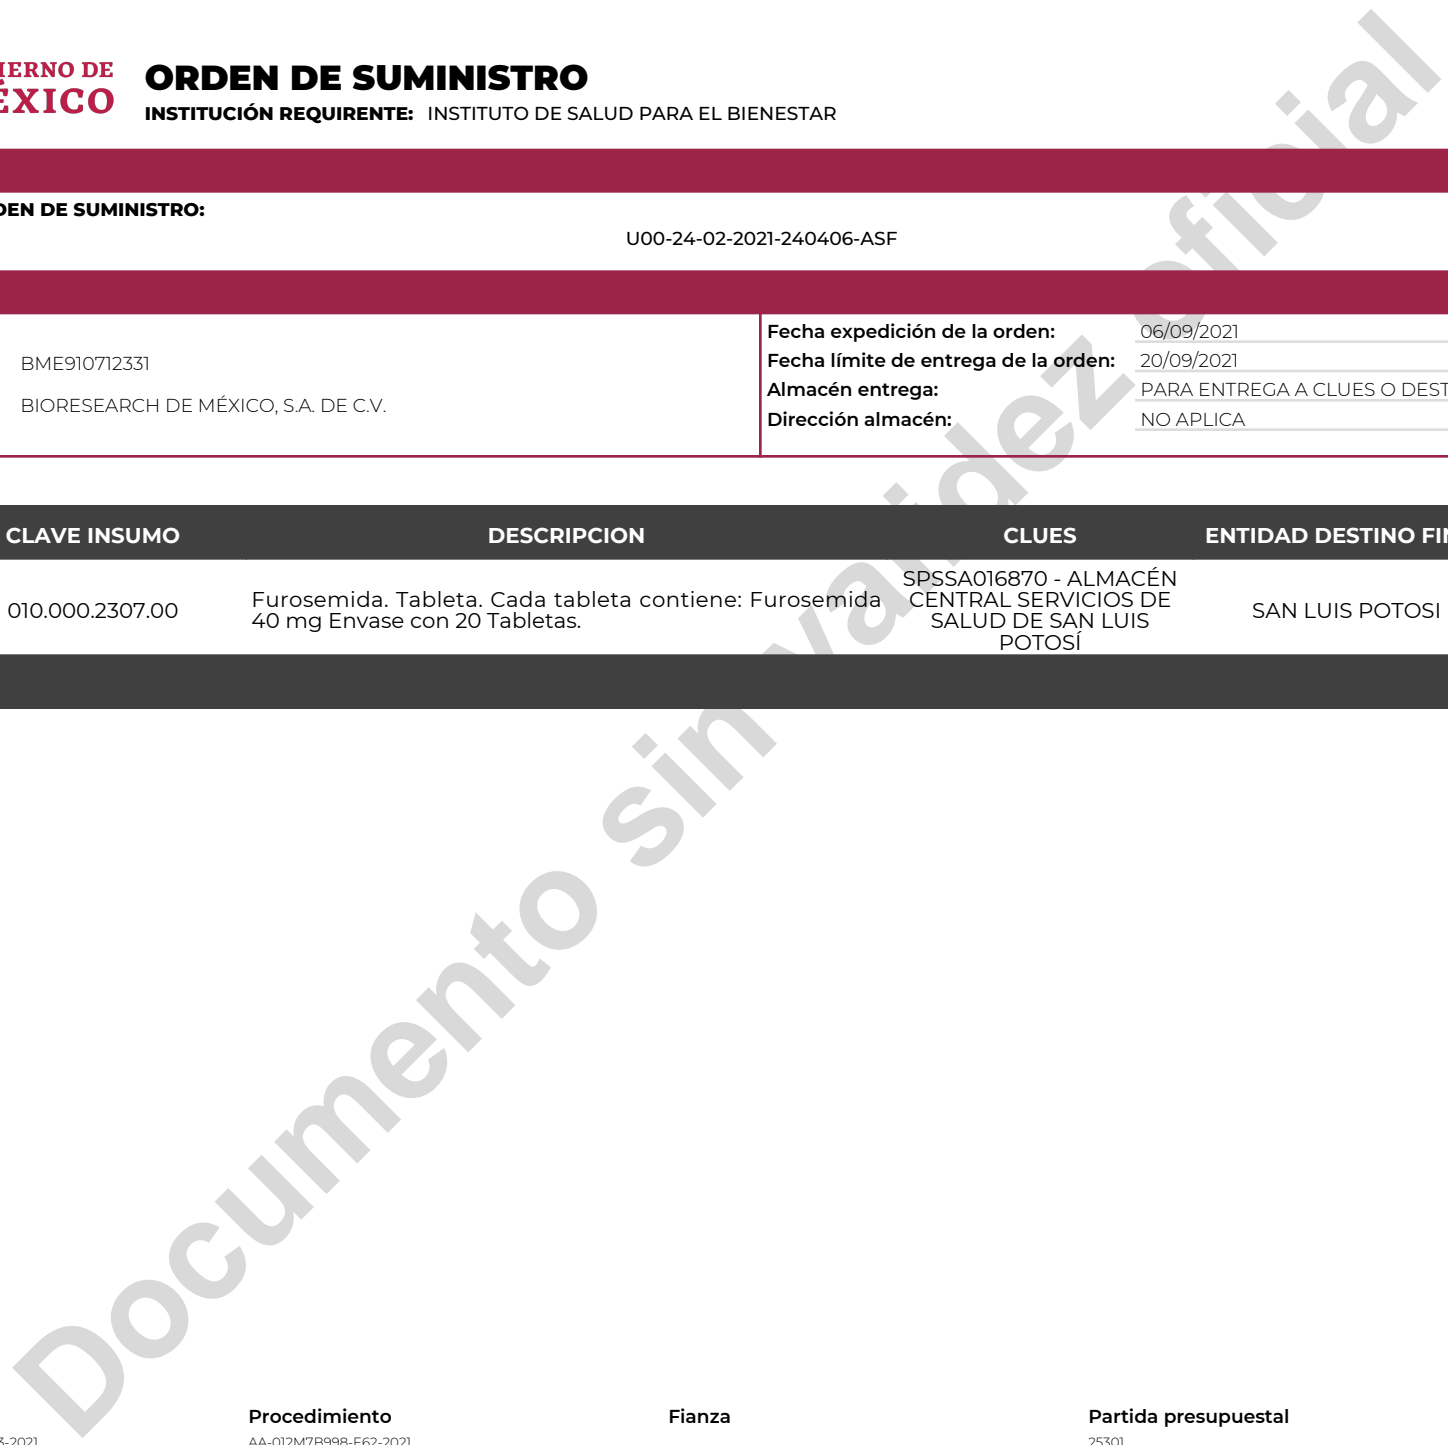 IERNO DE
ÉXICO
ORDEN DE SUMINISTRO
INSTITUCIÓN REQUIRENTE: INSTITUTO DE SALUD PARA EL BIENESTAR
DEN DE SUMINISTRO:
U00-24-02-2021-240406-ASF
BME910712331
BIORESEARCH DE MÉXICO, S.A. DE C.V.
Fecha expedición de la orden: 06/09/2021
Fecha límite de entrega de la orden: 20/09/2021
Almacén entrega: PARA ENTREGA A CLUES O DEST
Dirección almacén: NO APLICA
CLAVE INSUMO DESCRIPCION CLUES ENTIDAD DESTINO FIN
010.000.2307.00
Furosemida. Tableta. Cada tableta contiene: Furosemida
40 mg Envase con 20 Tabletas.
SPSSA016870 - ALMACÉN
CENTRAL SERVICIOS DE
SALUD DE SAN LUIS
POTOSÍ
SAN LUIS POTOSI
Documento sin validez oficial
Procedimiento Fianza Partida presupuestal
3-2021 AA-012M7B998-E62-2021 25301